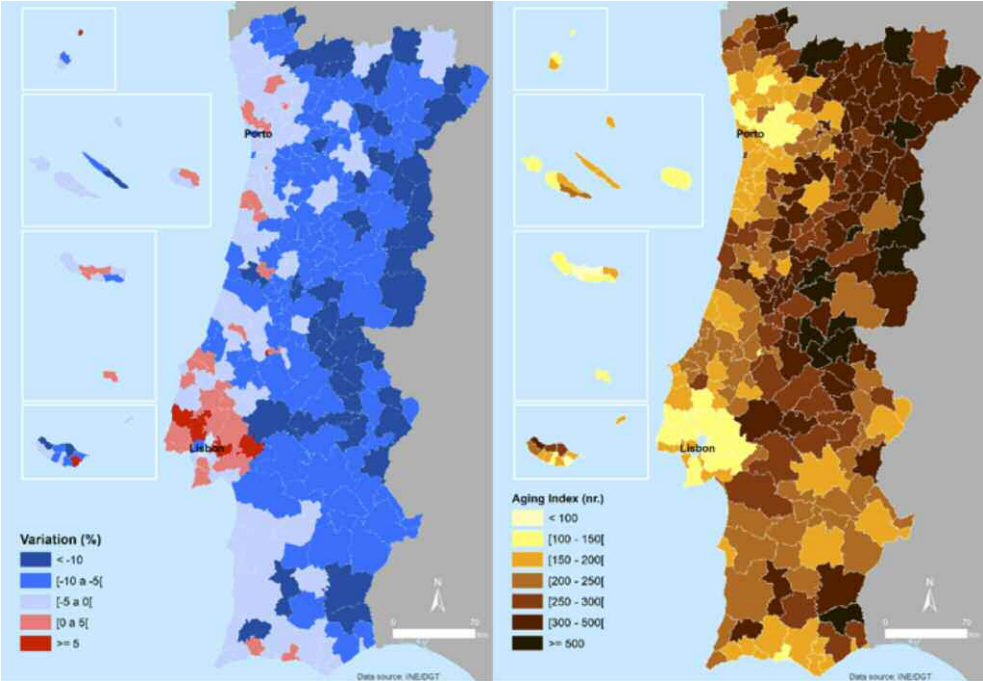 Porto
Lisbon
Variation (%)
< -10
[-10 a -5[
[-5 a 0[
[0 a 5[
>= 5
N
0 70
Data source: INE/DGT
Porto
Lisbon
Aging Index (nr.)
< 100
[100 - 150[
[150 - 200[
[200 - 250[
[250 - 300[
[300 - 500[
>= 500
N
0 70
Data source: INE/DGT